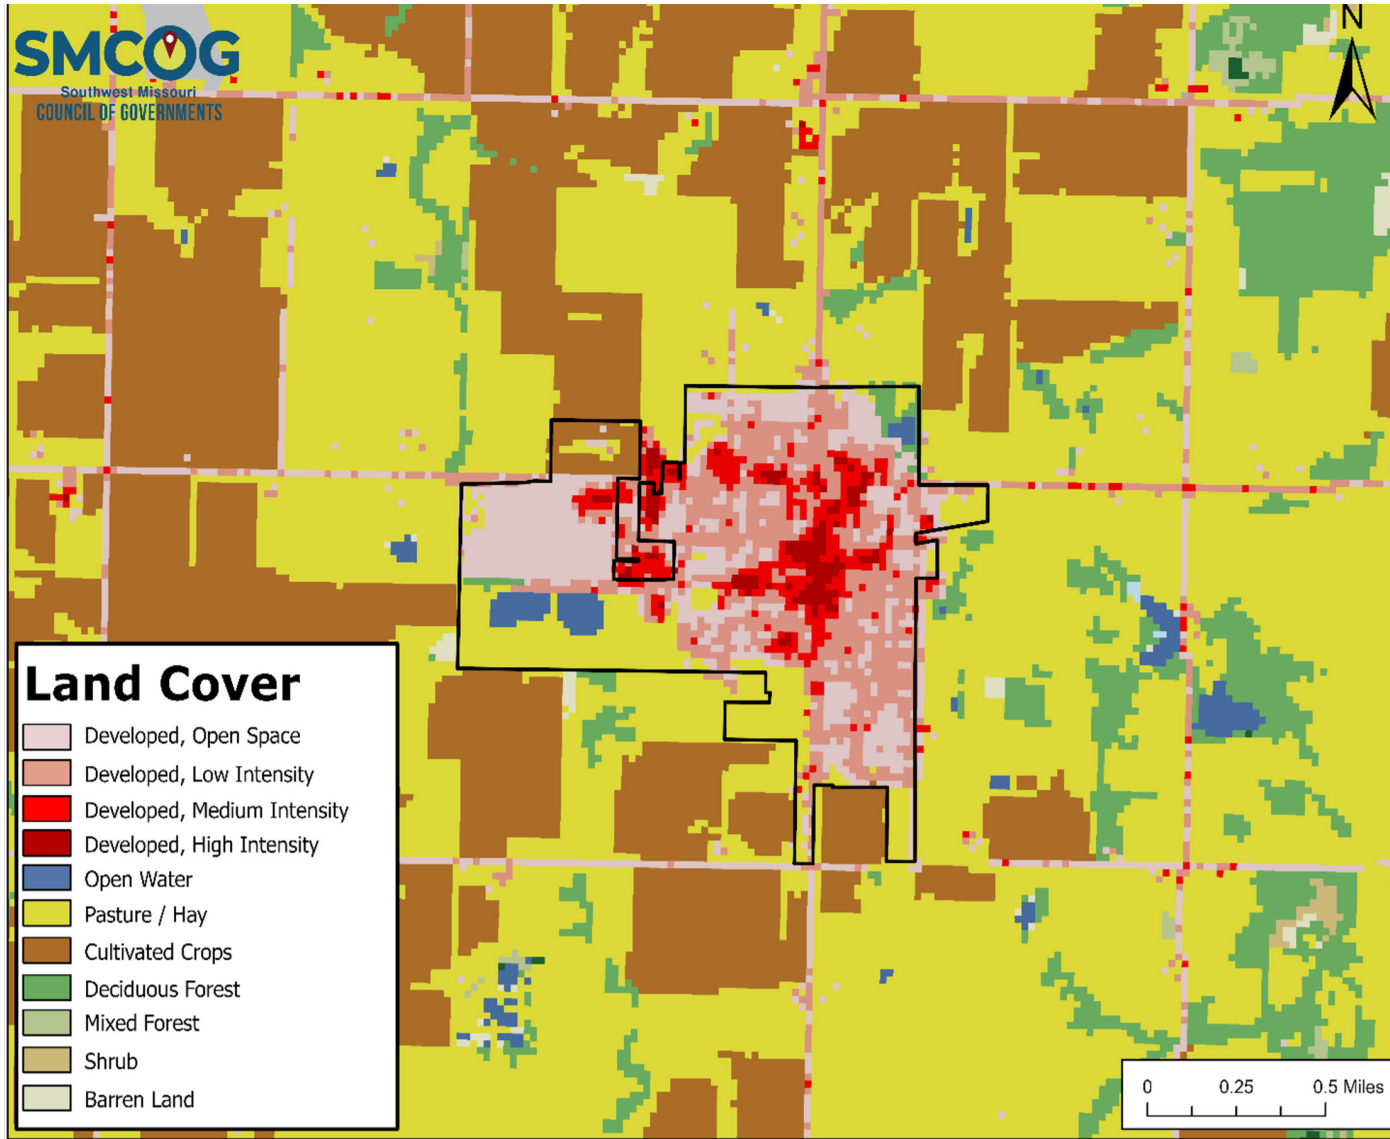 SMCOG
Southwest Missouri
COUNCIL OF GOVERNMENTS
N
Land Cover
Developed, Open Space
Developed, Low Intensity
Developed, Medium Intensity
Developed, High Intensity
Open Water
Pasture / Hay
Cultivated Crops
Deciduous Forest
Mixed Forest
Shrub
Barren Land
0 0.25 0.5 Miles